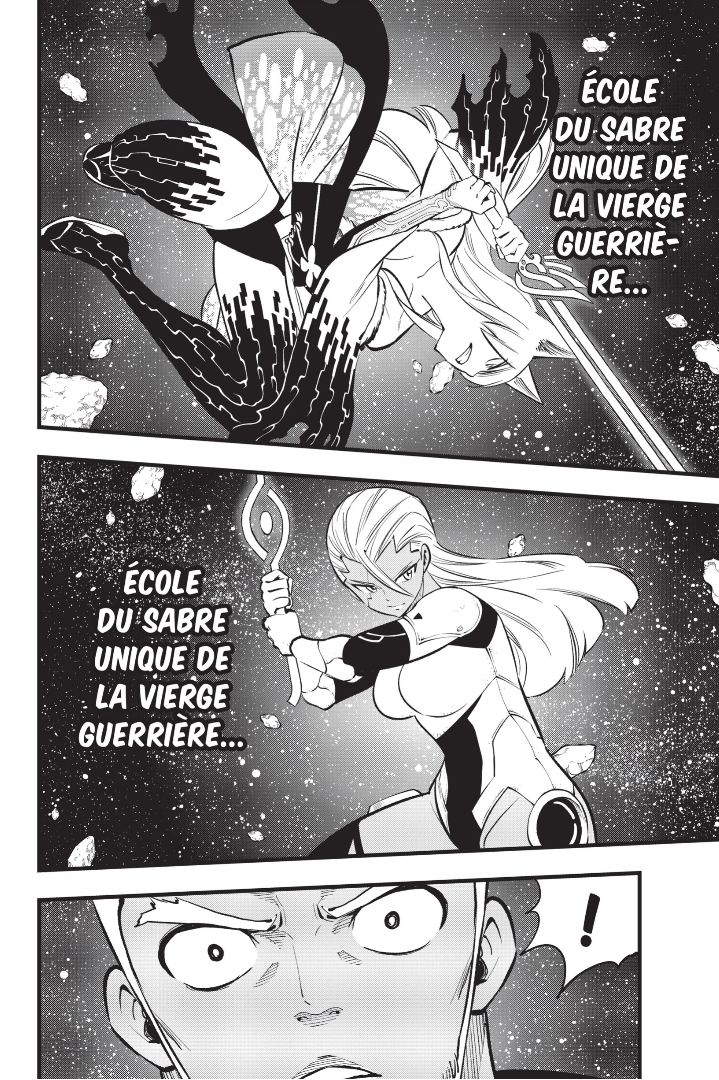 ÉCOLE
DU SABRE
UNIQUE DE
LA VIERGE
GUERRIÈ-
RE...
ÉCOLE
DU SABRE
UNIQUE DE
LA VIERGE
GUERRIÈRE...
!